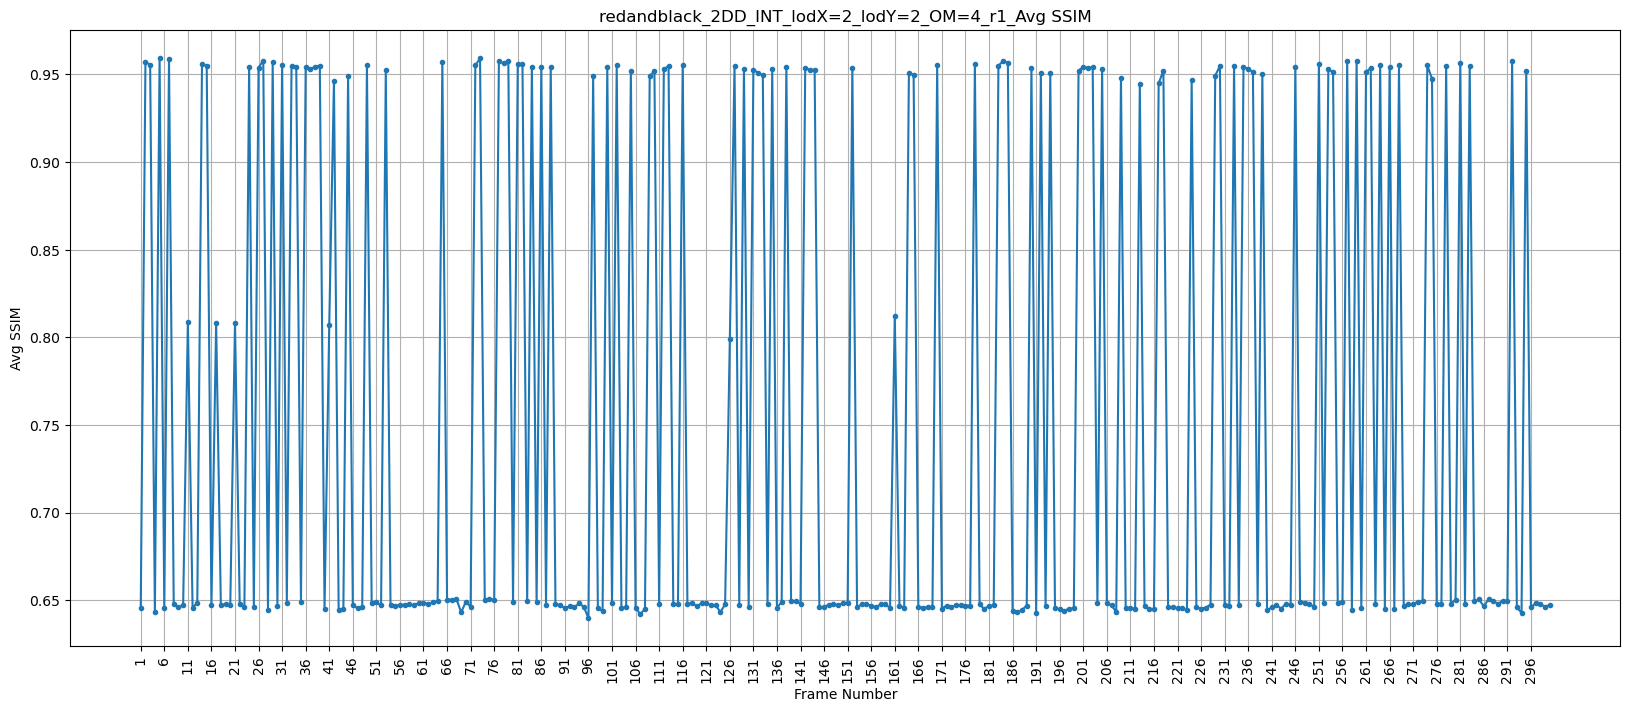 redandblack_2DD_INT_lodX=2_lodY=2_OM=4_r1_Avg SSIM
Avg SSIM
0.95
0.90
0.85
0.80
0.75
0.70
0.65
1 6 11 16 21 26 31 36 41 46 51 56 61 66 71 76 81 86 91 96 101 106 111 116 121 126 131 136 141 146 151 156 161 166 171 176 181 186 191 196 201 206 211 216 221 226 231 236 241 246 251 256 261 266 271 276 281 286 291 296
Frame Number